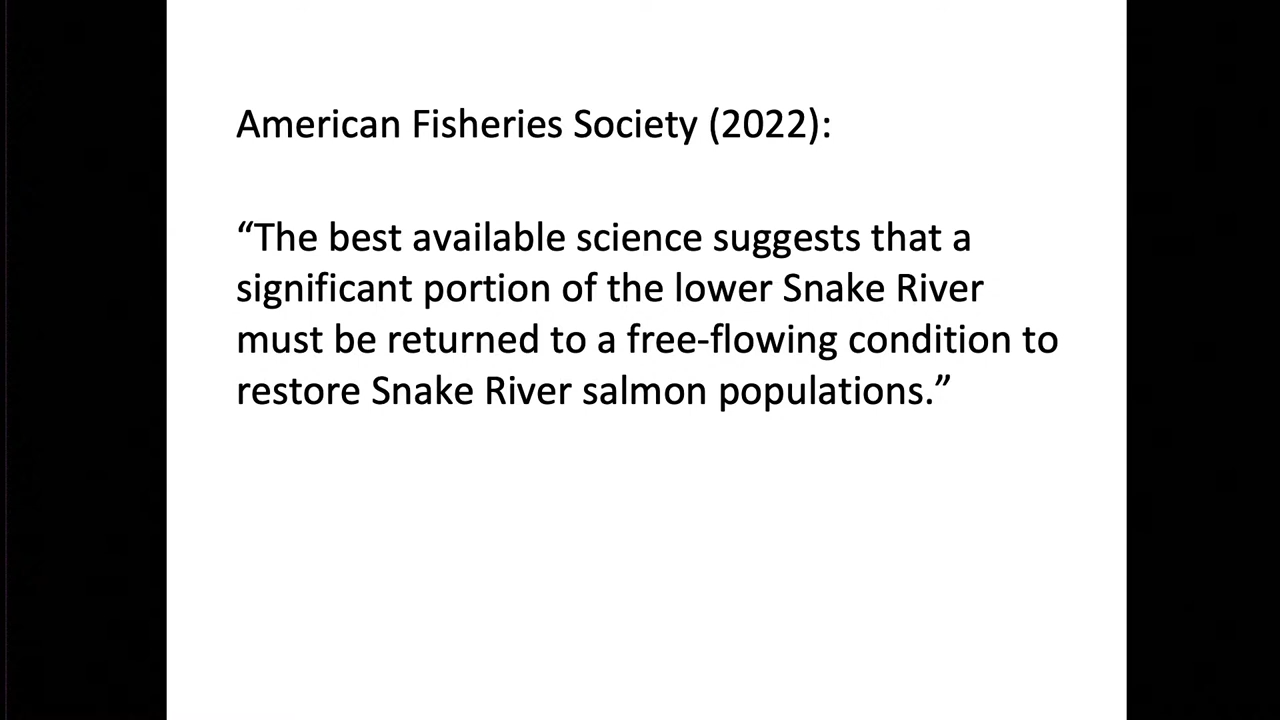 American Fisheries Society (2022):
“The best available science suggests that a
significant portion of the lower Snake River
must be returned to a free-flowing condition to
restore Snake River salmon populations.”